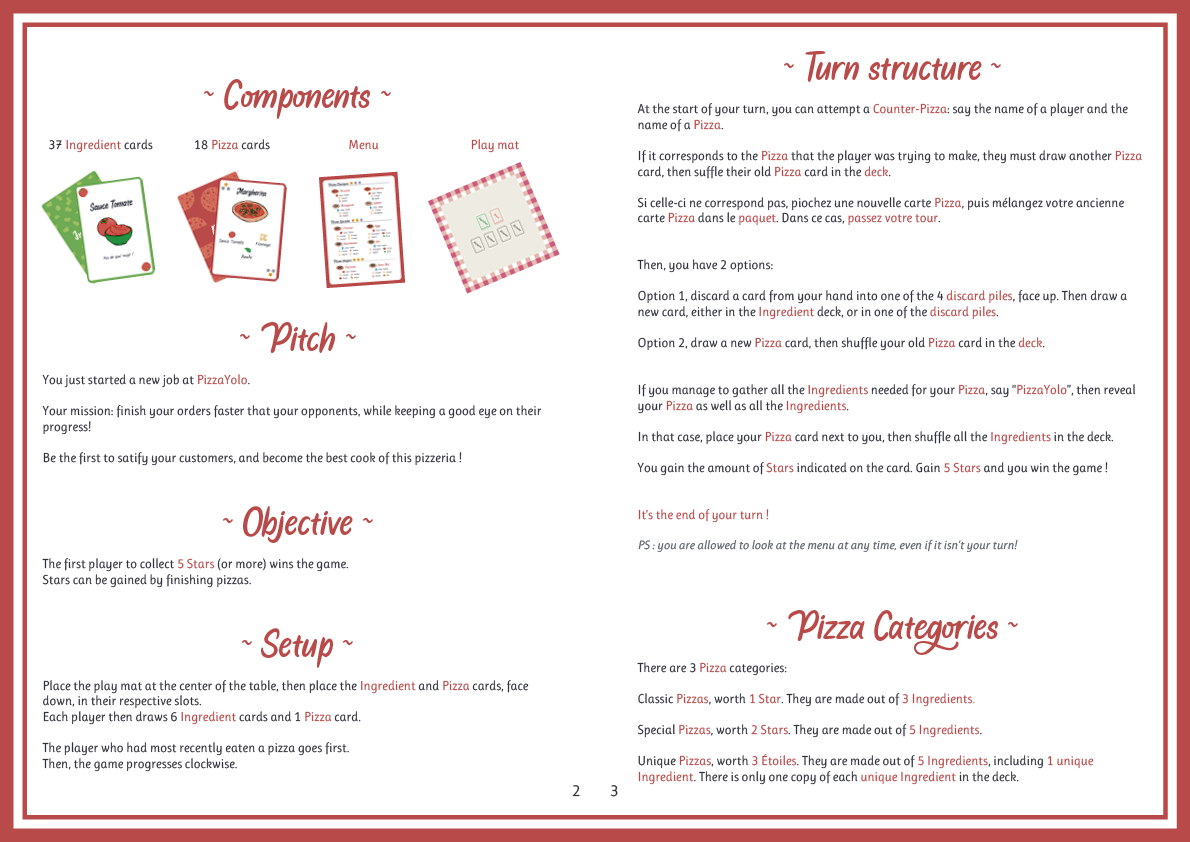 ~ Components ~
37 Ingredient cards
18 Pizza cards
Menu
Play mat
Sauce Tomate
Margherita
Sauce Tomate
Fromage
Basilic
~ Pitch ~
You just started a new job at PizzaYolo.
Your mission: finish your orders faster that your opponents, while keeping a good eye on their
progress!
Be the first to satify your customers, and become the best cook of this pizzeria !
~ Objective ~
The first player to collect 5 Stars (or more) wins the game.
Stars can be gained by finishing pizzas.
~ Setup ~
Place the play mat at the center of the table, then place the Ingredient and Pizza cards, face
down, in their respective slots.
Each player then draws 6 Ingredient cards and 1 Pizza card.
The player who had most recently eaten a pizza goes first.
Then, the game progresses clockwise.
2
~ Turn structure ~
At the start of your turn, you can attempt a Counter-Pizza: say the name of a player and the
name of a Pizza.
If it corresponds to the Pizza that the player was trying to make, they must draw another Pizza
card, then suffle their old Pizza card in the deck.
Si celle-ci ne correspond pas, piochez une nouvelle carte Pizza, puis mélangez votre ancienne
carte Pizza dans le paquet. Dans ce cas, passez votre tour.
Then, you have 2 options:
Option 1, discard a card from your hand into one of the 4 discard piles, face up. Then draw a
new card, either in the Ingredient deck, or in one of the discard piles.
Option 2, draw a new Pizza card, then shuffle your old Pizza card in the deck.
If you manage to gather all the Ingredients needed for your Pizza, say "PizzaYolo", then reveal
your Pizza as well as all the Ingredients.
In that case, place your Pizza card next to you, then shuffle all the Ingredients in the deck.
You gain the amount of Stars indicated on the card. Gain 5 Stars and you win the game !
It's the end of your turn !
PS : you are allowed to look at the menu at any time, even if it isn't your turn!
~ Pizza Categories ~
There are 3 Pizza categories:
Classic Pizzas, worth 1 Star. They are made out of 3 Ingredients.
Special Pizzas, worth 2 Stars. They are made out of 5 Ingredients.
Unique Pizzas, worth 3 Étoiles. They are made out of 5 Ingredients, including 1 unique
Ingredient. There is only one copy of each unique Ingredient in the deck.
3